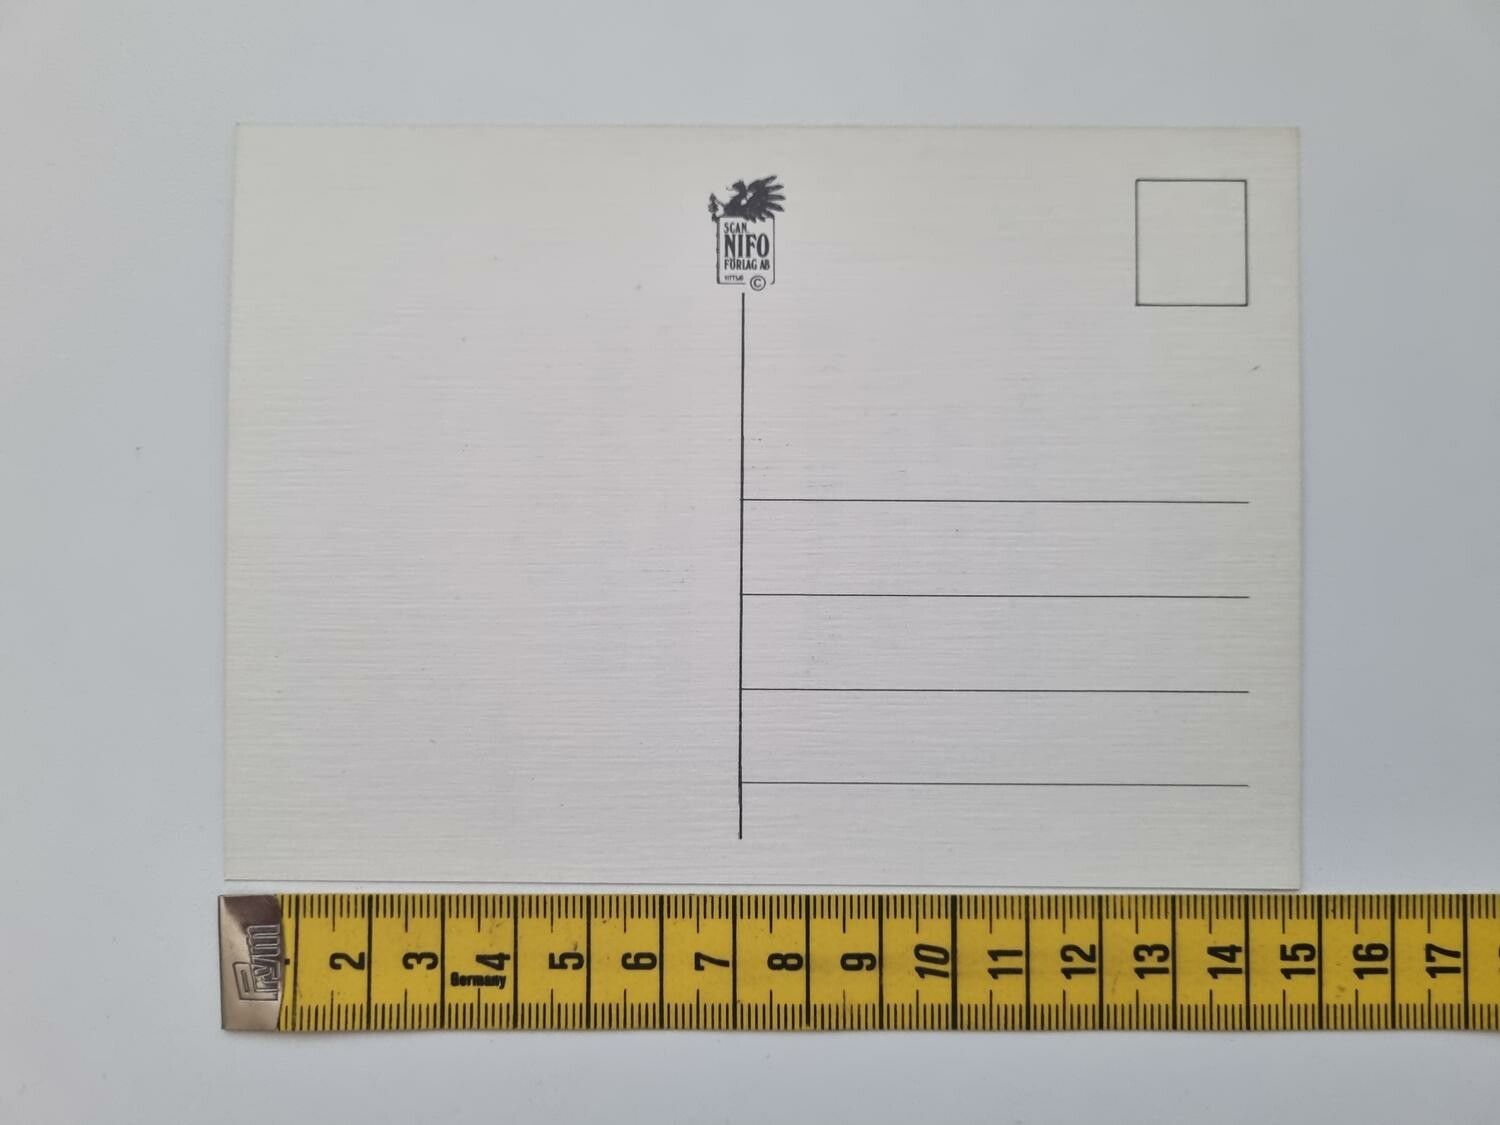 SCAN.
NIFO
FÖRLAG AB
©
Prym
2 3 4 5 6 7 8 9 10 11 12 13 14 15 16 17
Germany